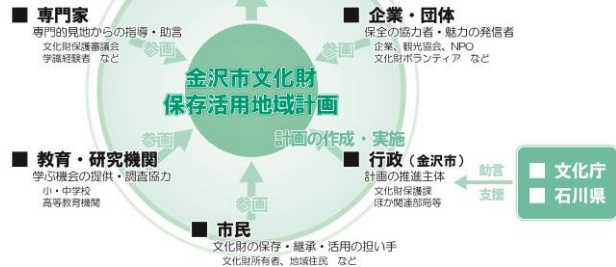 ■ 専門家
専門的見地からの指導・助言
文化財保護審議会
学識経験者 など
■ 企業・団体
保全の協力者・魅力の発信者
企業、観光協会、NPO
文化財ボランティア など
参画
参画
金沢市文化財
保存活用地域計画
参画
計画の作成・実施
■ 教育・研究機関
学ぶ機会の提供・調査協力
小・中学校
高等教育機関
■ 行政（金沢市）
計画の推進主体
文化財保護課
ほか関連部局等
助言
支援
■ 文化庁
■ 石川県
参画
■ 市民
文化財の保存・継承・活用の担い手
文化財所有者、地域住民 など